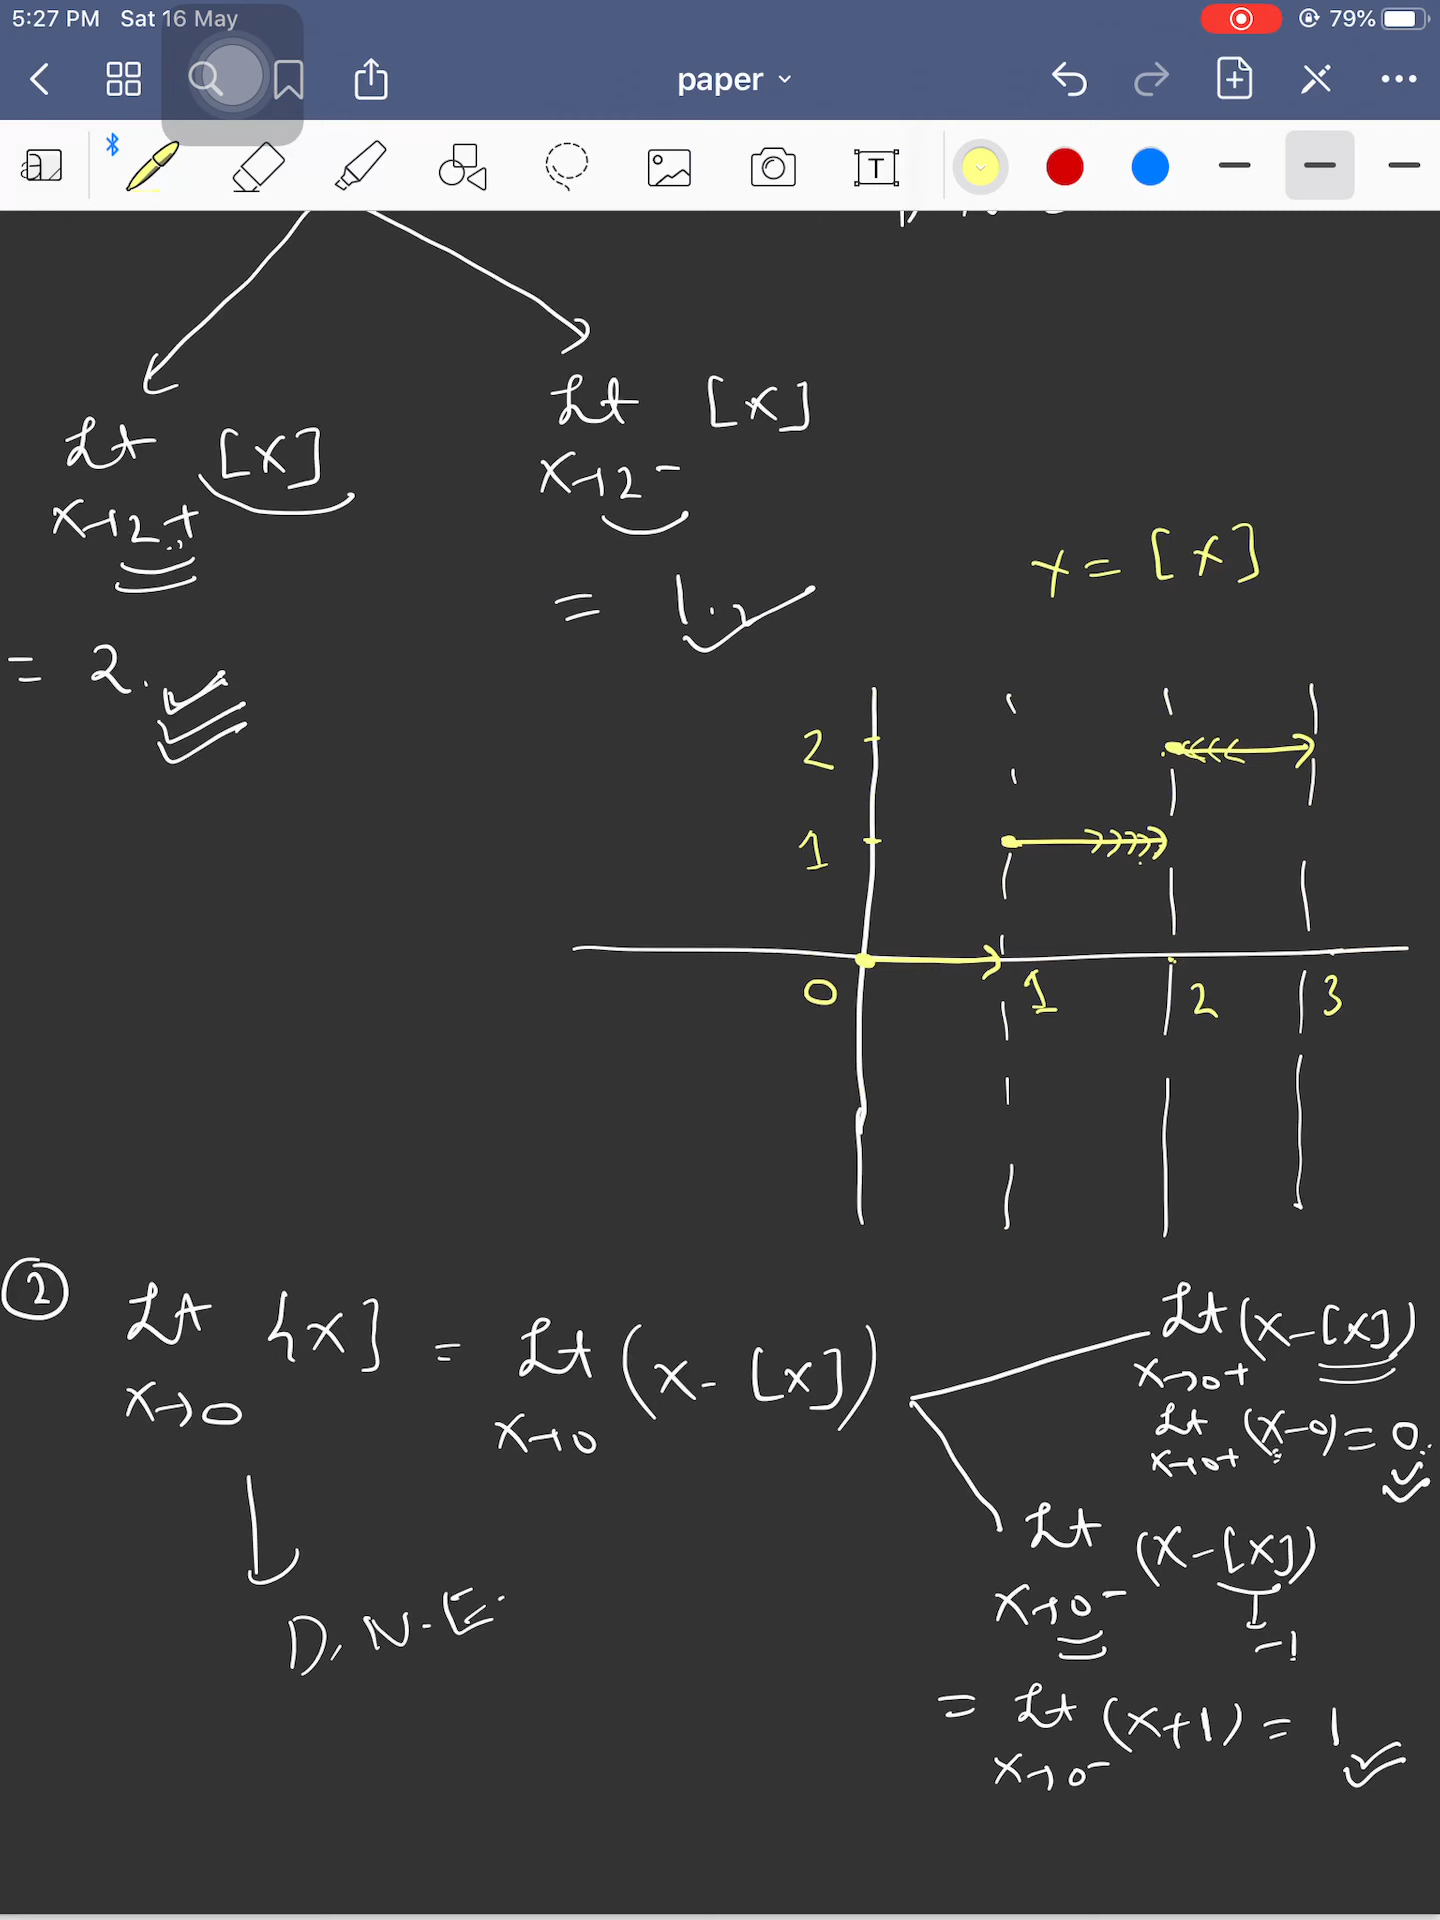 5:27 PM Sat 16 May
79%
paper
T
Lt [x]
x→2+
= 2.
Lt [x]
x→2-
= 1.
y = [x]
2
1
0 1 2 3
② Lt {x} = Lt (x - [x])
x→0 x→0
D.N.E.
Lt (x-[x])
x→0+
Lt (x-0) = 0
x→0+
Lt (x-[x])
x→0-
-1
= Lt (x+1) = 1
x→0-